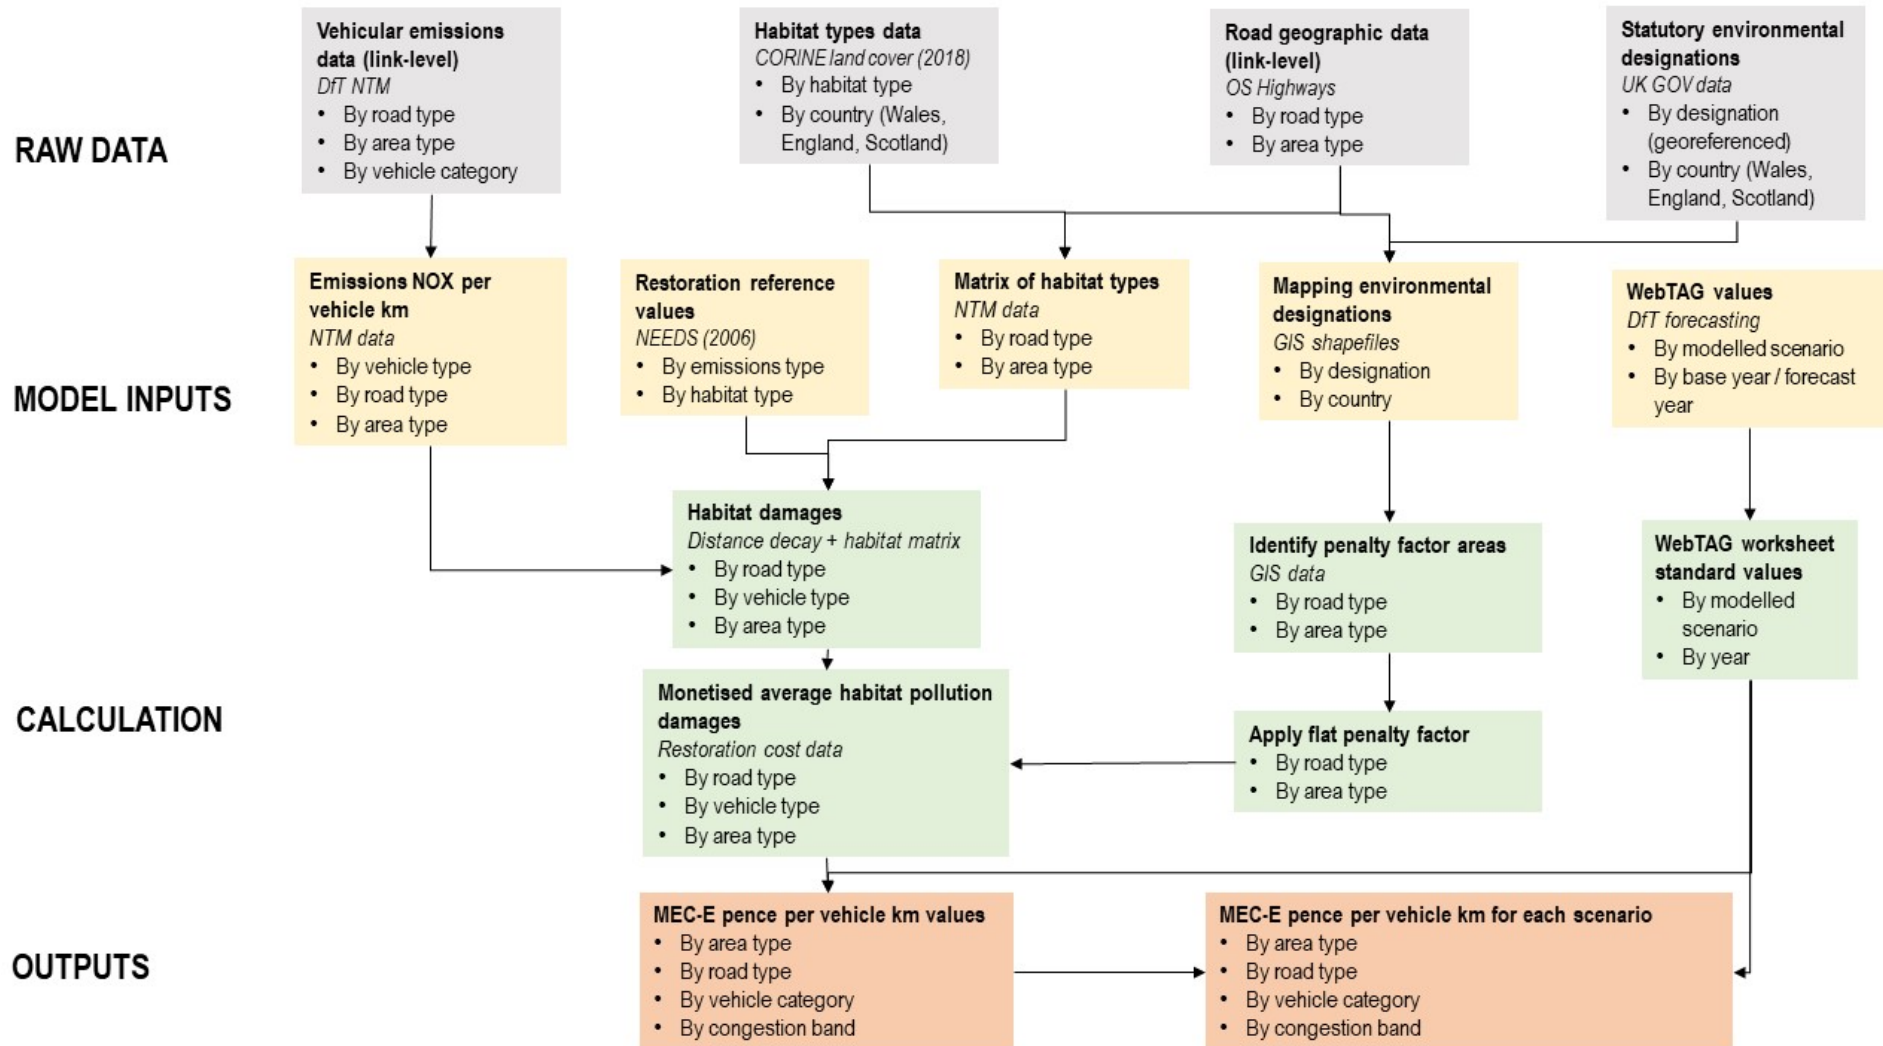 RAW DATA
Vehicular emissions
data (link-level)
DfT NTM
• By road type
• By area type
• By vehicle category
Habitat types data
CORINE land cover (2018)
• By habitat type
• By country (Wales,
England, Scotland)
Road geographic data
(link-level)
OS Highways
• By road type
• By area type
Statutory environmental
designations
UK GOV data
• By designation
(georeferenced)
• By country (Wales,
England, Scotland)
MODEL INPUTS
Emissions NOX per
vehicle km
NTM data
• By vehicle type
• By road type
• By area type
Restoration reference
values
NEEDS (2006)
• By emissions type
• By habitat type
Matrix of habitat types
NTM data
• By road type
• By area type
Mapping environmental
designations
GIS shapefiles
• By designation
• By country
WebTAG values
DfT forecasting
• By modelled scenario
• By base year / forecast
year
CALCULATION
Habitat damages
Distance decay + habitat matrix
• By road type
• By vehicle type
• By area type
Identify penalty factor areas
GIS data
• By road type
• By area type
WebTAG worksheet
standard values
• By modelled
scenario
• By year
Monetised average habitat pollution
damages
Restoration cost data
• By road type
• By vehicle type
• By area type
Apply flat penalty factor
• By road type
• By area type
OUTPUTS
MEC-E pence per vehicle km values
• By area type
• By road type
• By vehicle category
• By congestion band
MEC-E pence per vehicle km for each scenario
• By area type
• By road type
• By vehicle category
• By congestion band